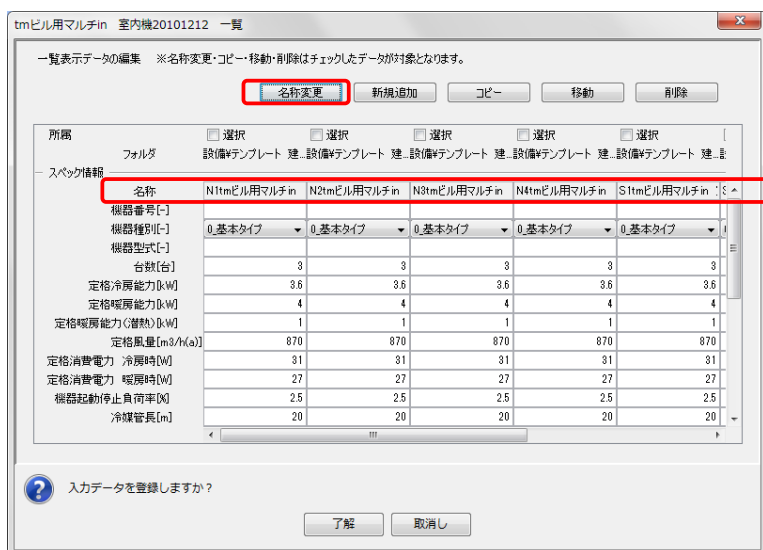 tmビル用マルチin 室内機20101212 一覧
一覧表示データの編集 ※名称変更・コピー・移動・削除はチェックしたデータが対象となります。
名称変更 新規追加 コピー 移動 削除
所属 選択 選択 選択 選択 選択
フォルダ 設備¥テンプレート 建... 設備¥テンプレート 建... 設備¥テンプレート 建... 設備¥テンプレート 建... 設備¥テンプレート 建...
スペック情報
名称 N1tmビル用マルチin N2tmビル用マルチin N3tmビル用マルチin N4tmビル用マルチin S1tmビル用マルチin
機器番号[-]
機器種別[-] 0_基本タイプ 0_基本タイプ 0_基本タイプ 0_基本タイプ 0_基本タイプ
機器型式[-]
台数[台] 3 3 3 3 3
定格冷房能力[kW] 3.6 3.6 3.6 3.6 3.6
定格暖房能力[kW] 4 4 4 4 4
定格暖房能力(潜熱)[kW] 1 1 1 1 1
定格風量[m3/h(a)] 870 870 870 870 870
定格消費電力 冷房時[W] 31 31 31 31 31
定格消費電力 暖房時[W] 27 27 27 27 27
機器起動停止負荷率[%] 2.5 2.5 2.5 2.5 2.5
冷媒管長[m] 20 20 20 20 20
入力データを登録しますか?
了解 取消し